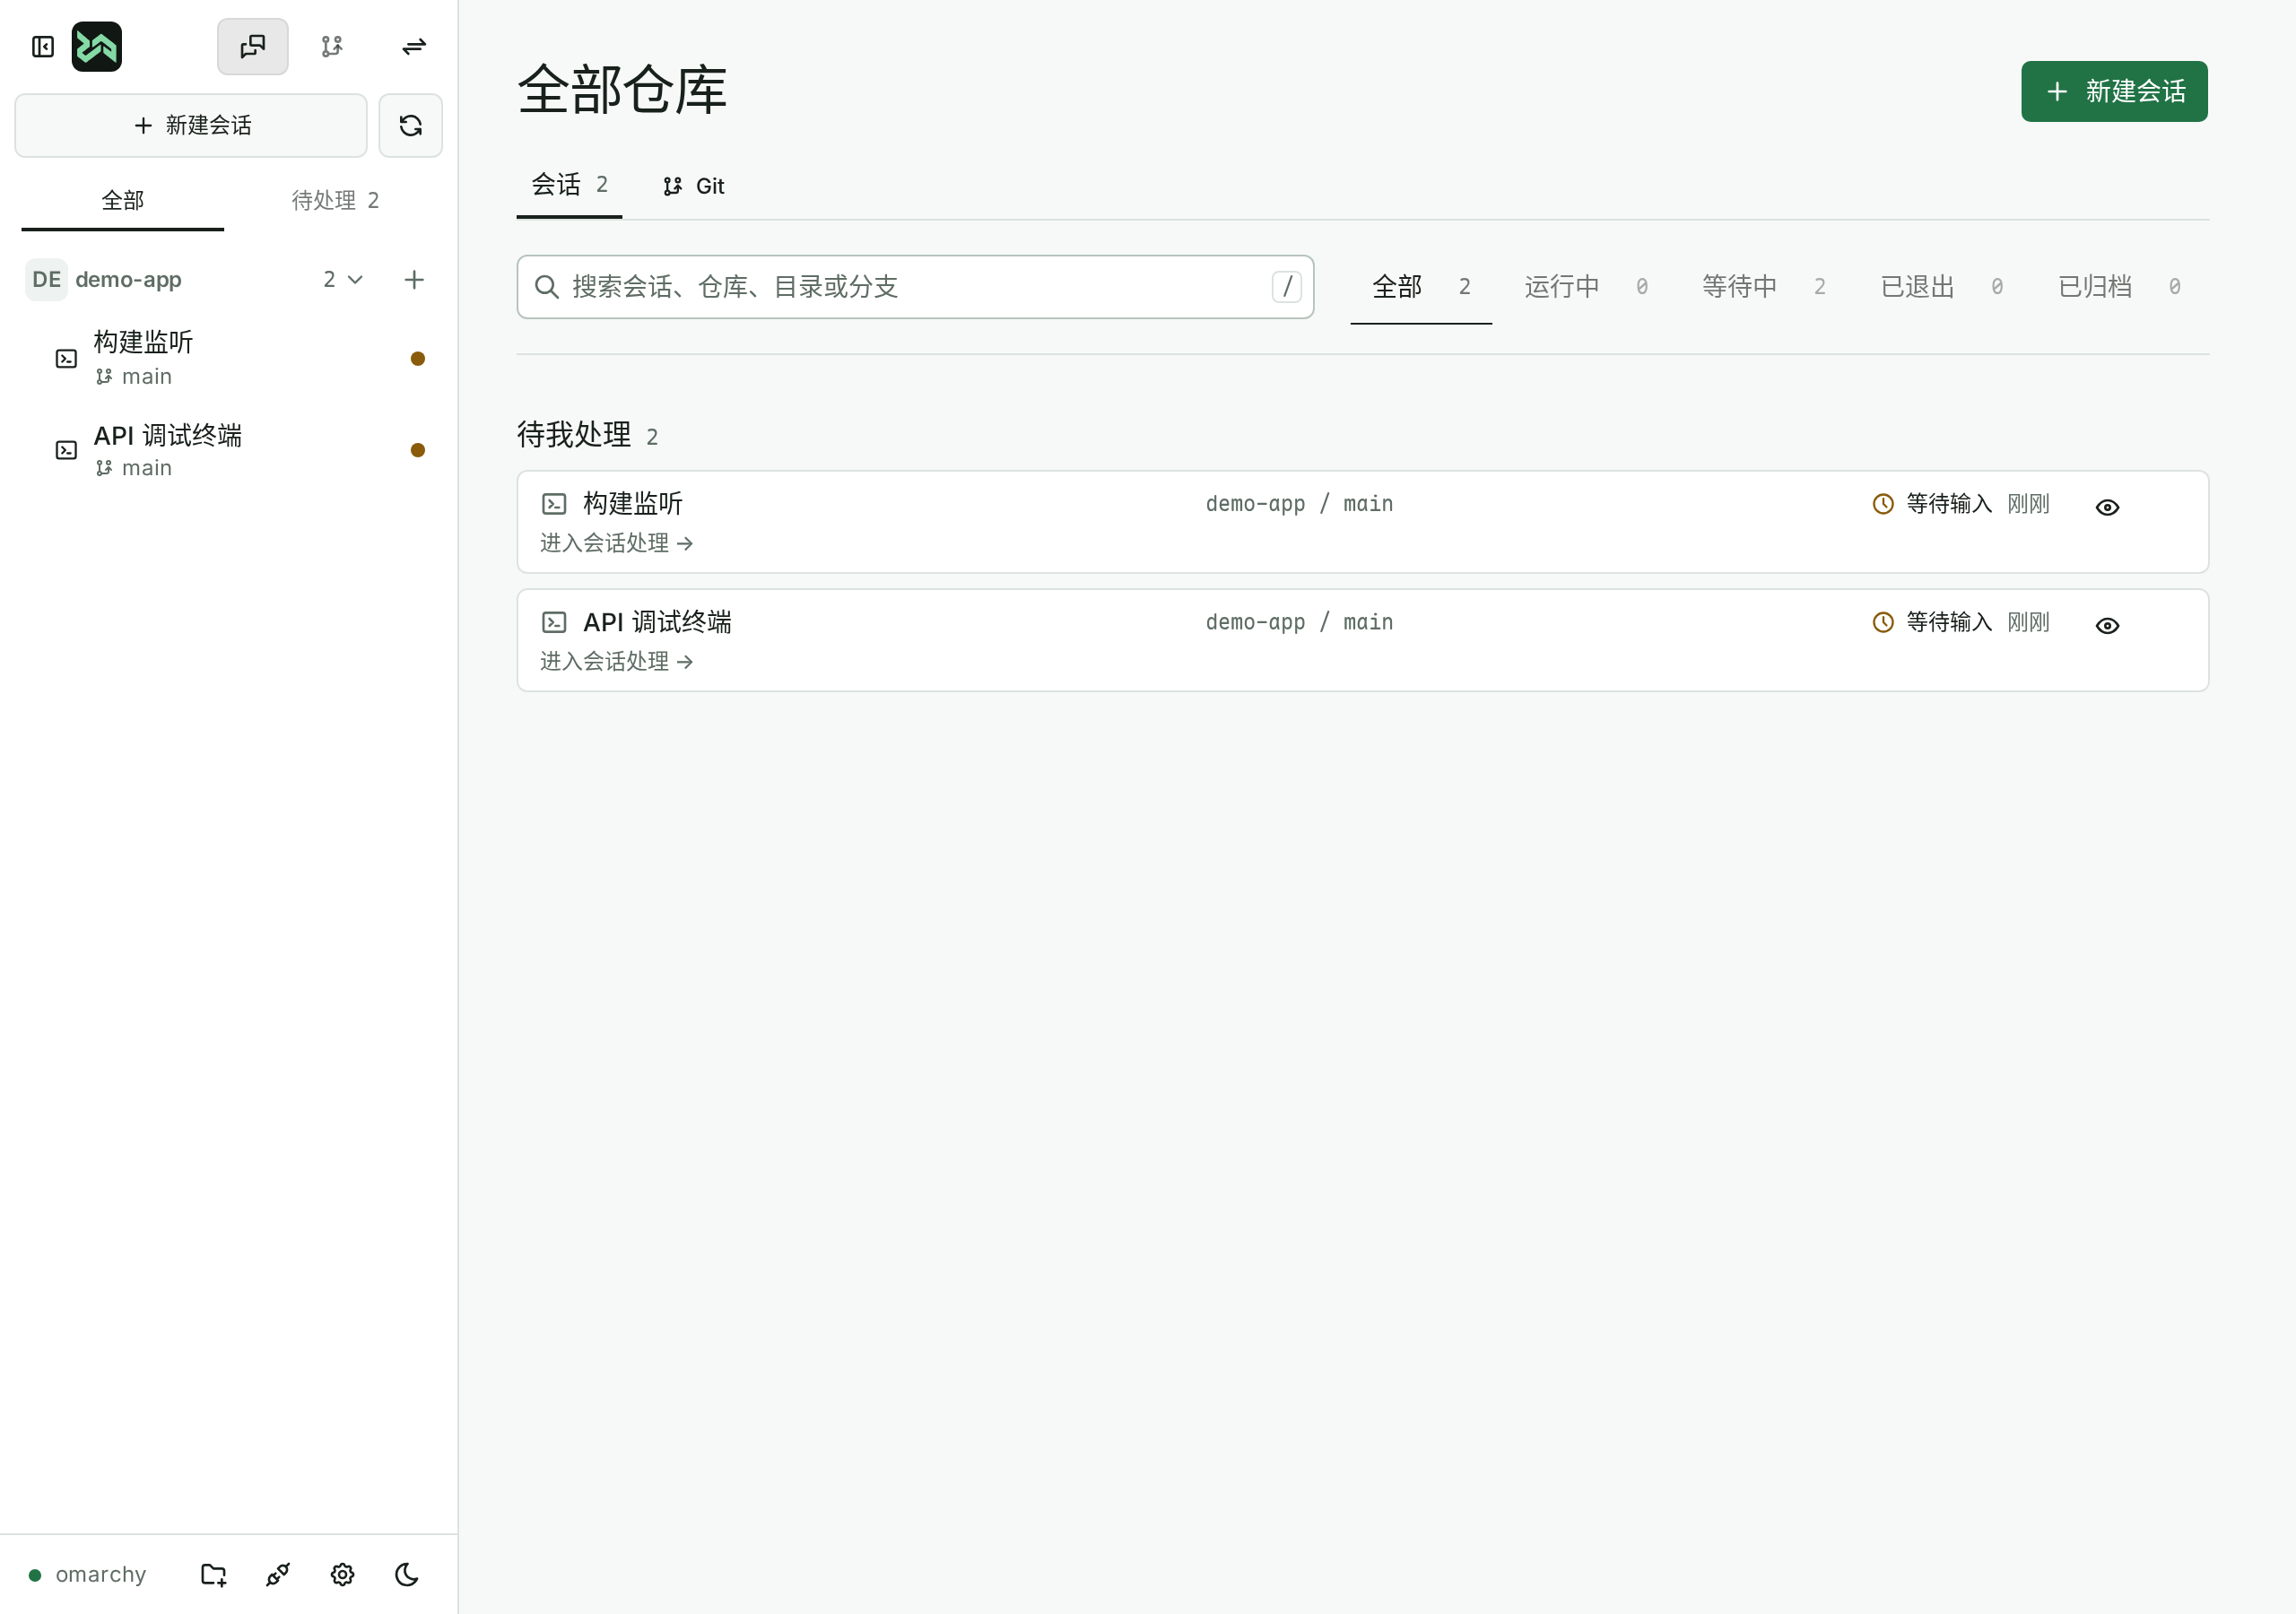 新建会话
全部
待处理 2
DE demo-app 2
构建监听
main
API 调试终端
main
omarchy
全部仓库
新建会话
会话 2
Git
搜索会话、仓库、目录或分支 /
全部 2
运行中 0
等待中 2
已退出 0
已归档 0
待我处理 2
构建监听 demo-app / main 等待输入 刚刚
进入会话处理 →
API 调试终端 demo-app / main 等待输入 刚刚
进入会话处理 →